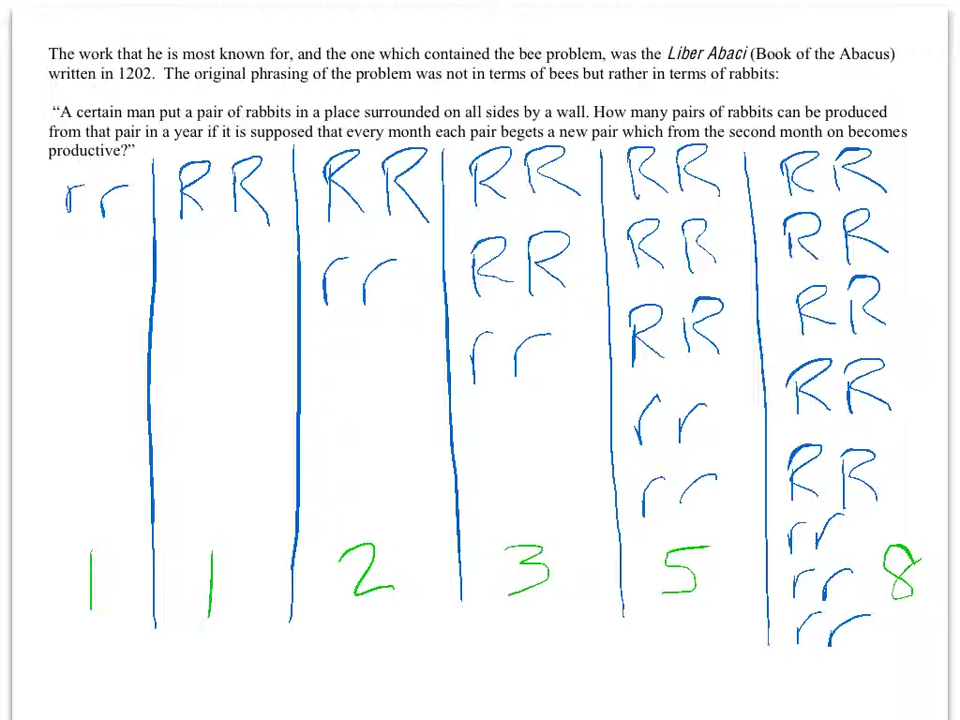 The work that he is most known for, and the one which contained the bee problem, was the Liber Abaci (Book of the Abacus)
written in 1202.  The original phrasing of the problem was not in terms of bees but rather in terms of rabbits:
“A certain man put a pair of rabbits in a place surrounded on all sides by a wall. How many pairs of rabbits can be produced
from that pair in a year if it is supposed that every month each pair begets a new pair which from the second month on becomes
productive?”
rr RR RR RR RR RR
rr RR RR RR
rr RR RR
rr RR
rr RR
rr
rr
rr
1 1 2 3 5 8